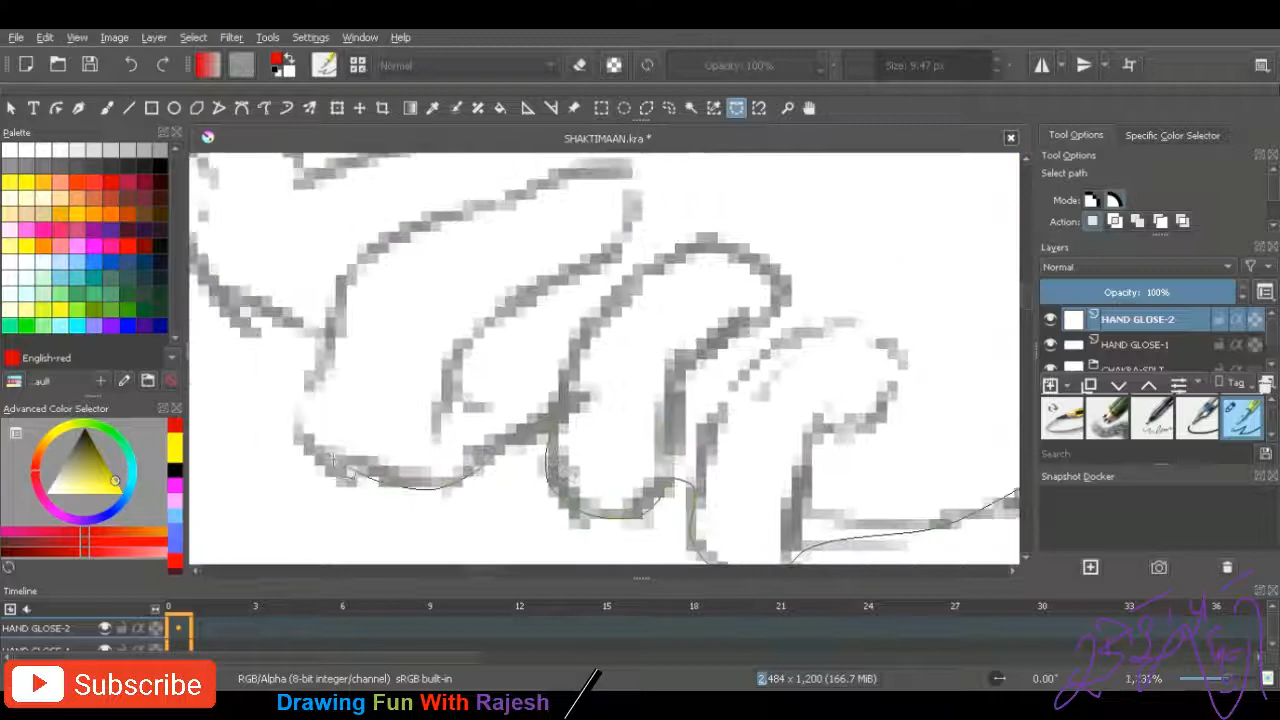 File Edit View Image Layer Select Filter Tools Settings Window Help
Normal Opacity: 100% Size: 9.47 px
Palette SHAKTIMAAN.kra * Tool Options Specific Color Selector
Tool Options
Select path
Mode:
Action:
Layers
Normal
Opacity: 100%
HAND GLOSE-2
HAND GLOSE-1
CHAKRA-SPLT
English-red
...ault Tag
Advanced Color Selector
Search
Snapshot Docker
Timeline
0 3 6 9 12 15 18 21 24 27 30 33 36
HAND GLOSE-2
RGB/Alpha (8-bit integer/channel) sRGB built-in 2,484 x 1,200 (166.7 MiB) 0.00°
Subscribe
Drawing Fun With Rajesh